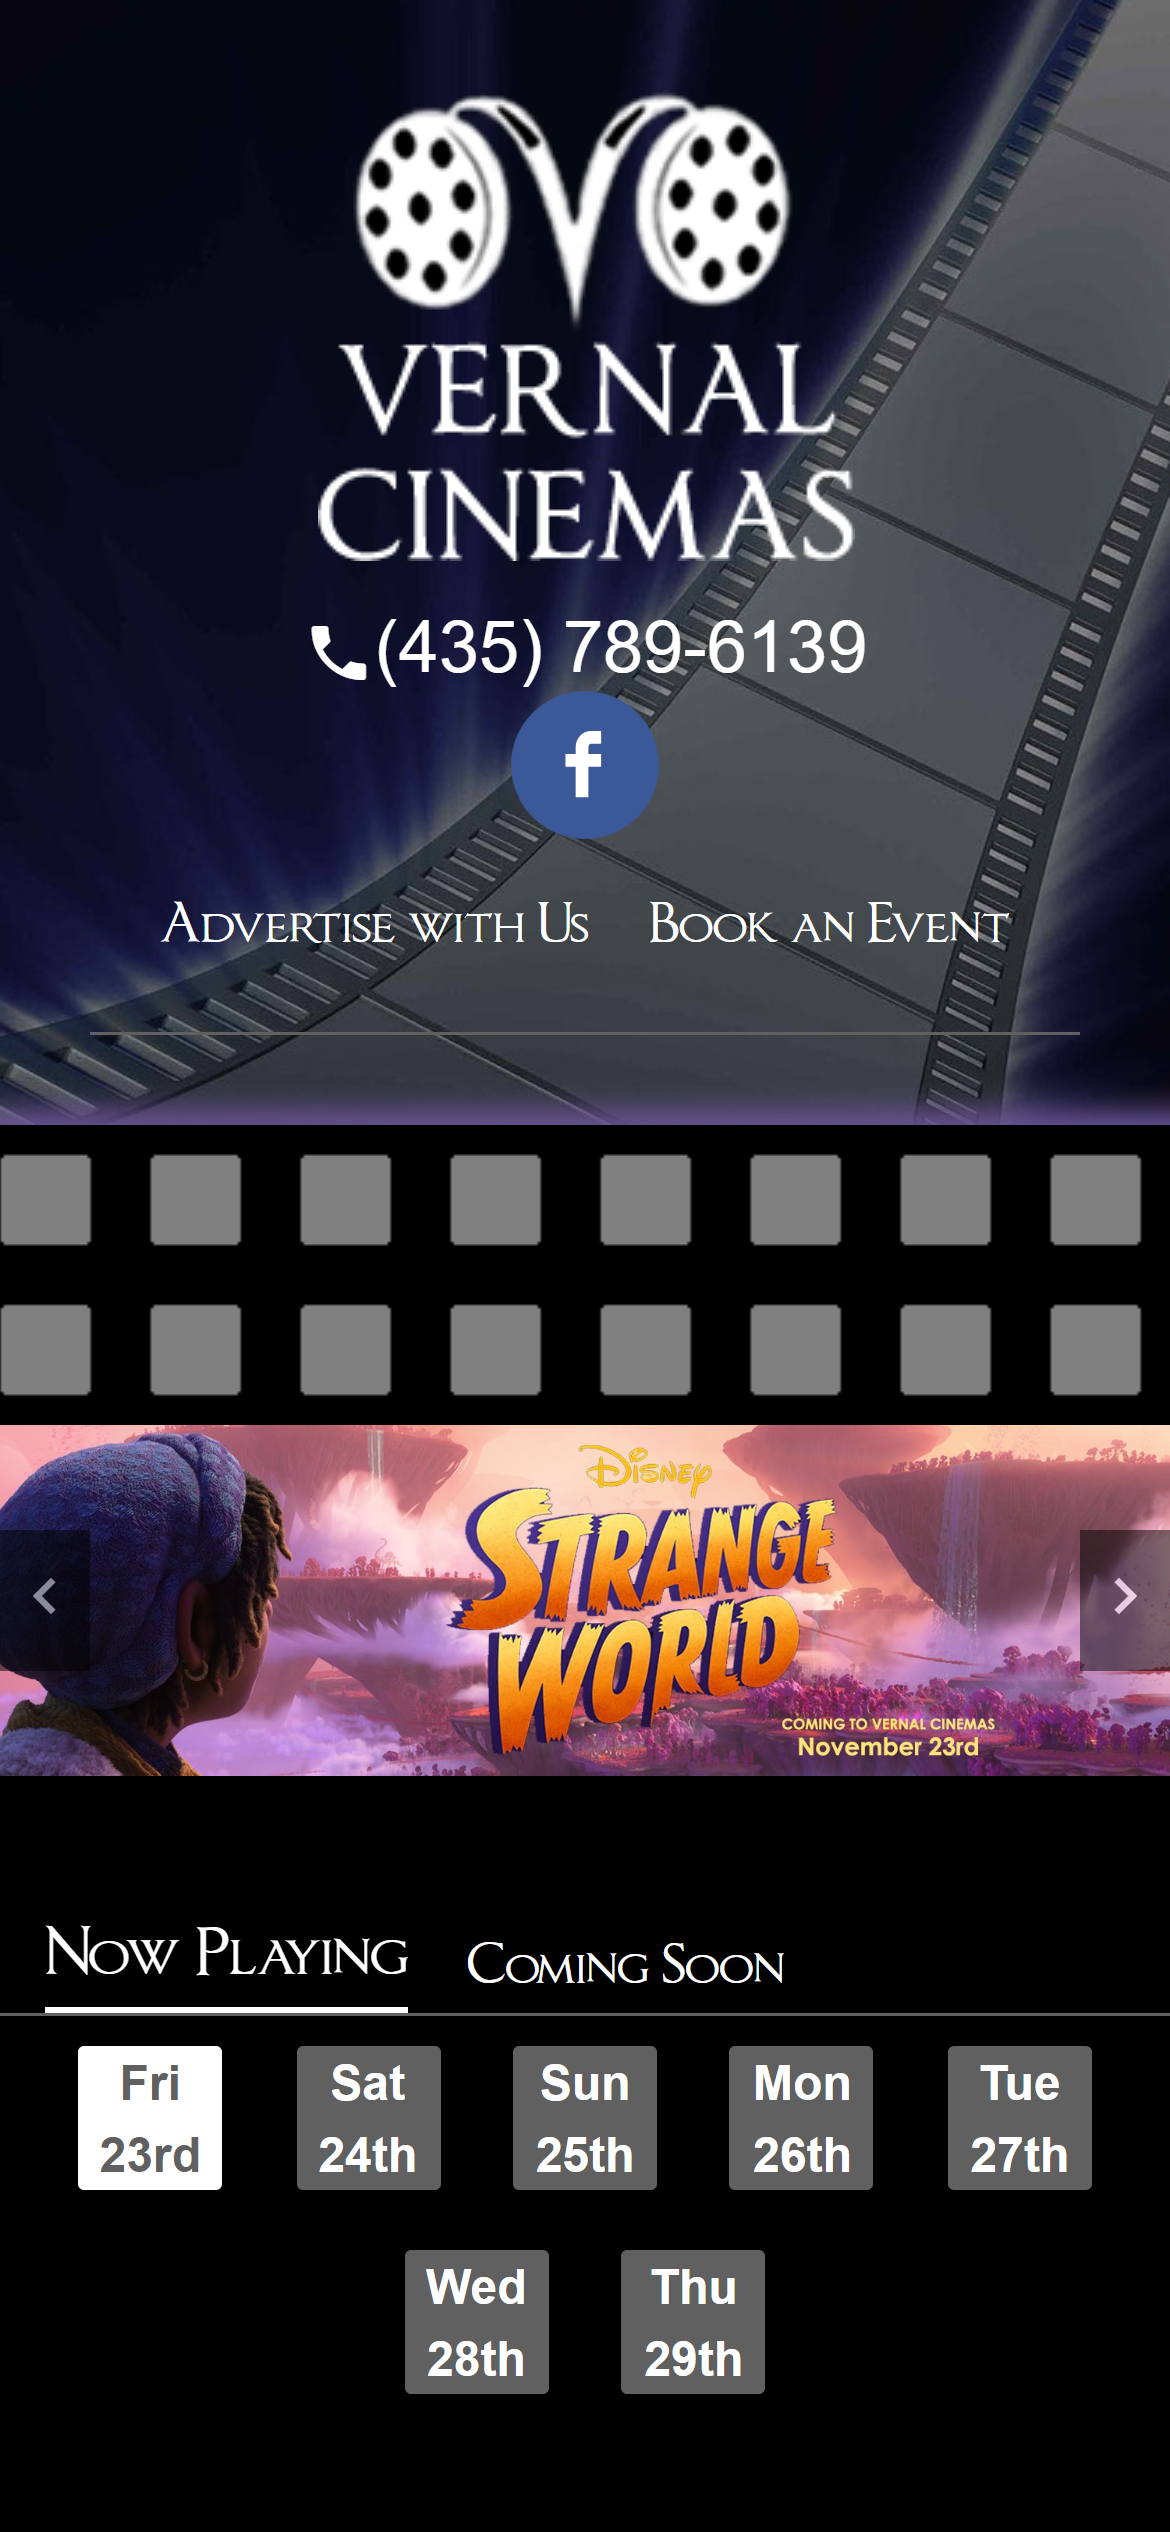 VERNAL
CINEMAS
(435) 789-6139
f
Advertise with Us Book an Event
Disney
STRANGE
WORLD
COMING TO VERNAL CINEMAS
November 23rd
Now Playing Coming Soon
Fri Sat Sun Mon Tue
23rd 24th 25th 26th 27th
Wed Thu
28th 29th